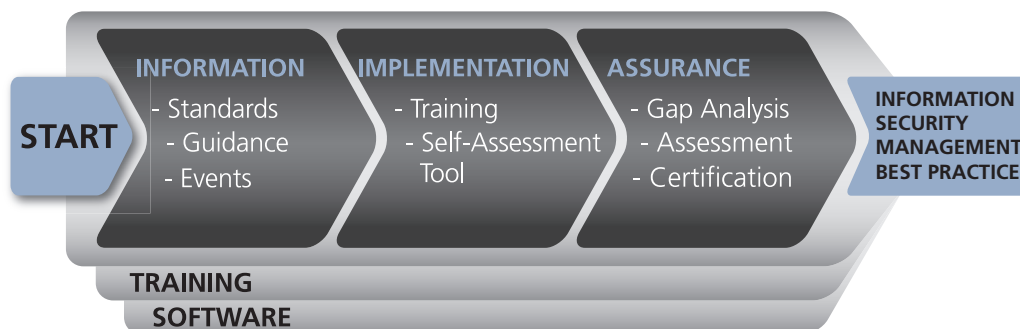 START
INFORMATION
- Standards
- Guidance
- Events
IMPLEMENTATION
- Training
- Self-Assessment
Tool
ASSURANCE
- Gap Analysis
- Assessment
- Certification
INFORMATION
SECURITY
MANAGEMENT
BEST PRACTICE
TRAINING
SOFTWARE